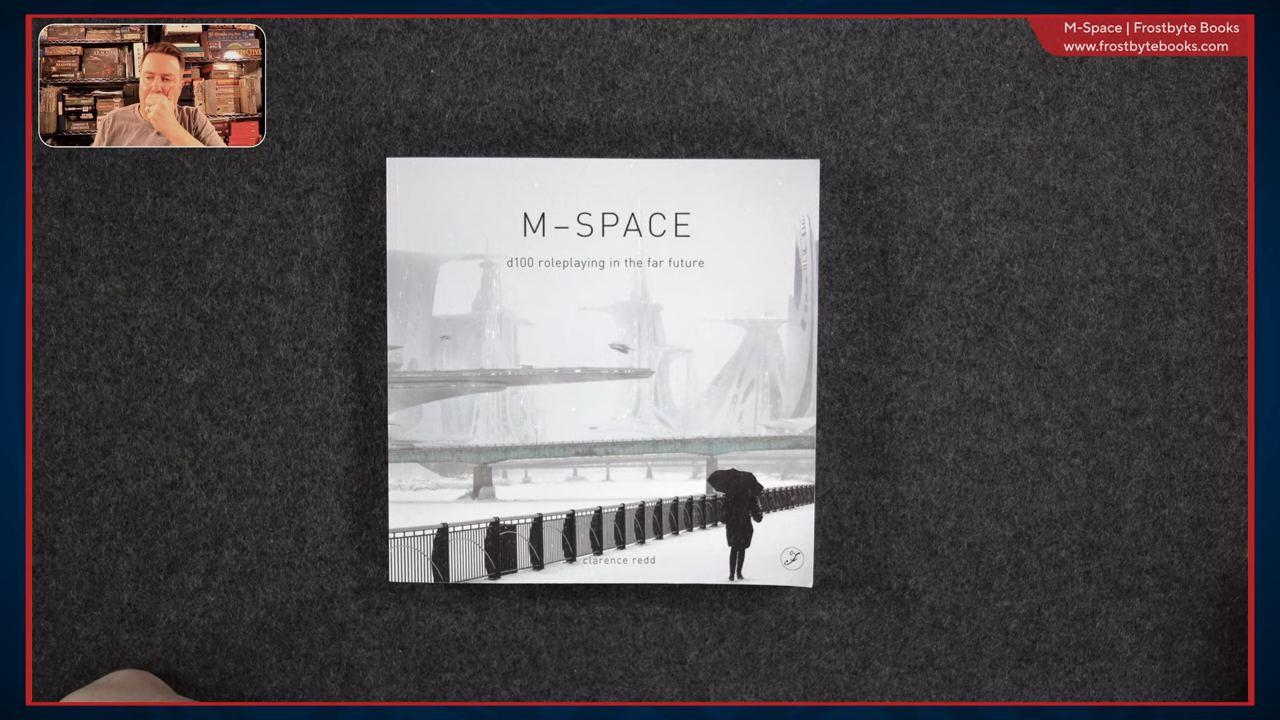 M-Space | Frostbyte Books
www.frostbytebooks.com
M–SPACE
d100 roleplaying in the far future
clarence redd